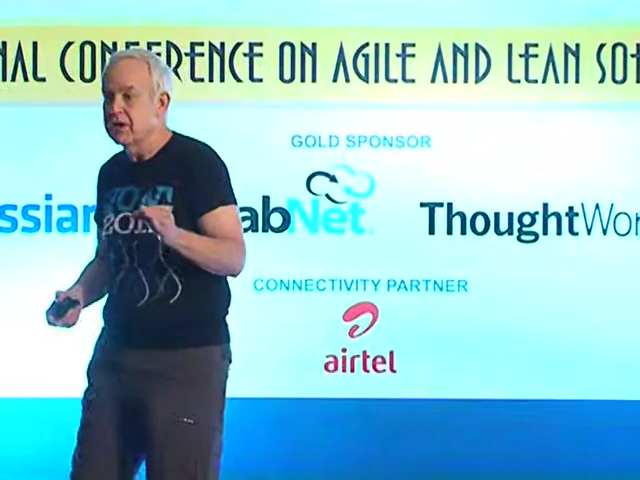 NAL CONFERENCE ON AGILE AND LEAN SOF
GOLD SPONSOR
ssian
abNet
ThoughtWor
CONNECTIVITY PARTNER
airtel